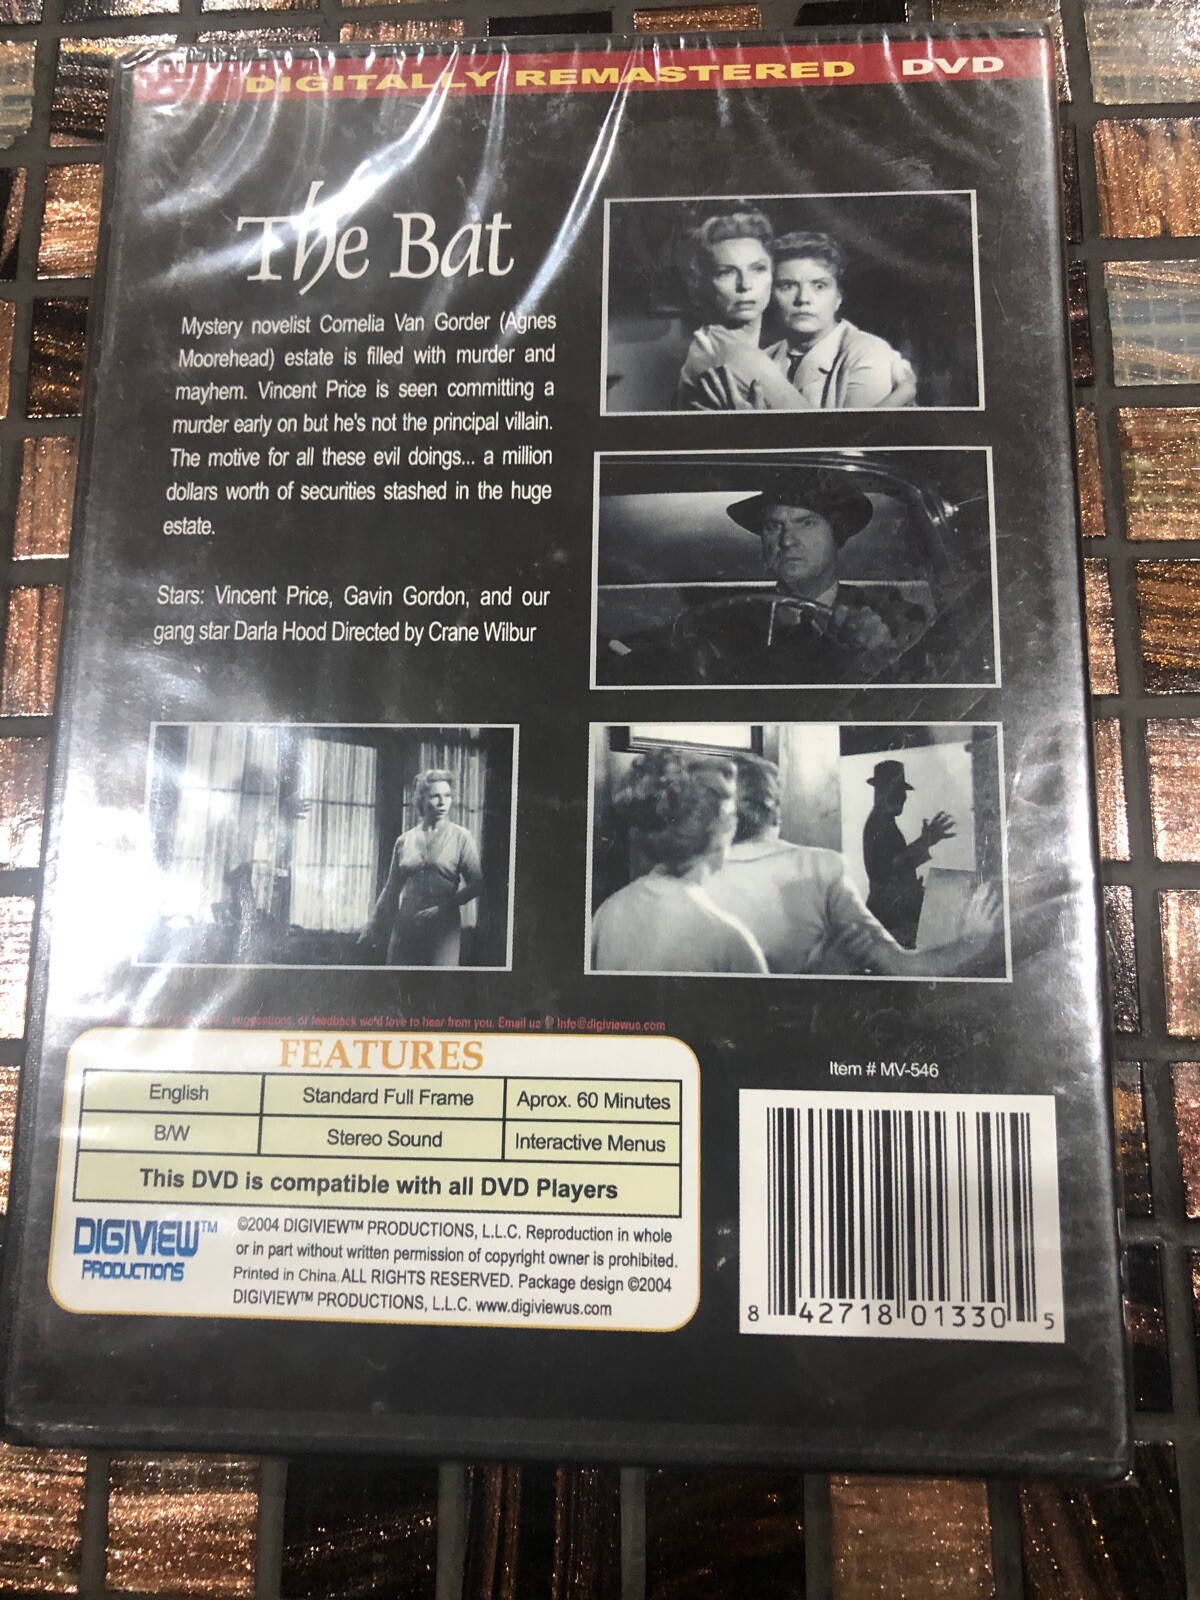 DIGITALLY REMASTERED DVD
The Bat
Mystery novelist Cornelia Van Gorder (Agnes
Moorehead) estate is filled with murder and
mayhem. Vincent Price is seen committing a
murder early on but he's not the principal villain.
The motive for all these evil doings... a million
dollars worth of securities stashed in the huge
estate.
Stars: Vincent Price, Gavin Gordon, and our
gang star Darla Hood Directed by Crane Wilbur
suggestions, or feedback we'd love to hear from you. Email us @ Info@digiviewus.com
FEATURES
English Standard Full Frame Aprox. 60 Minutes
B/W Stereo Sound Interactive Menus
This DVD is compatible with all DVD Players
DIGIVIEW™
PRODUCTIONS
©2004 DIGIVIEW™ PRODUCTIONS, L.L.C. Reproduction in whole
or in part without written permission of copyright owner is prohibited.
Printed in China. ALL RIGHTS RESERVED. Package design ©2004
DIGIVIEW™ PRODUCTIONS, L.L.C. www.digiviewus.com
Item # MV-546
8 42718 01330 5